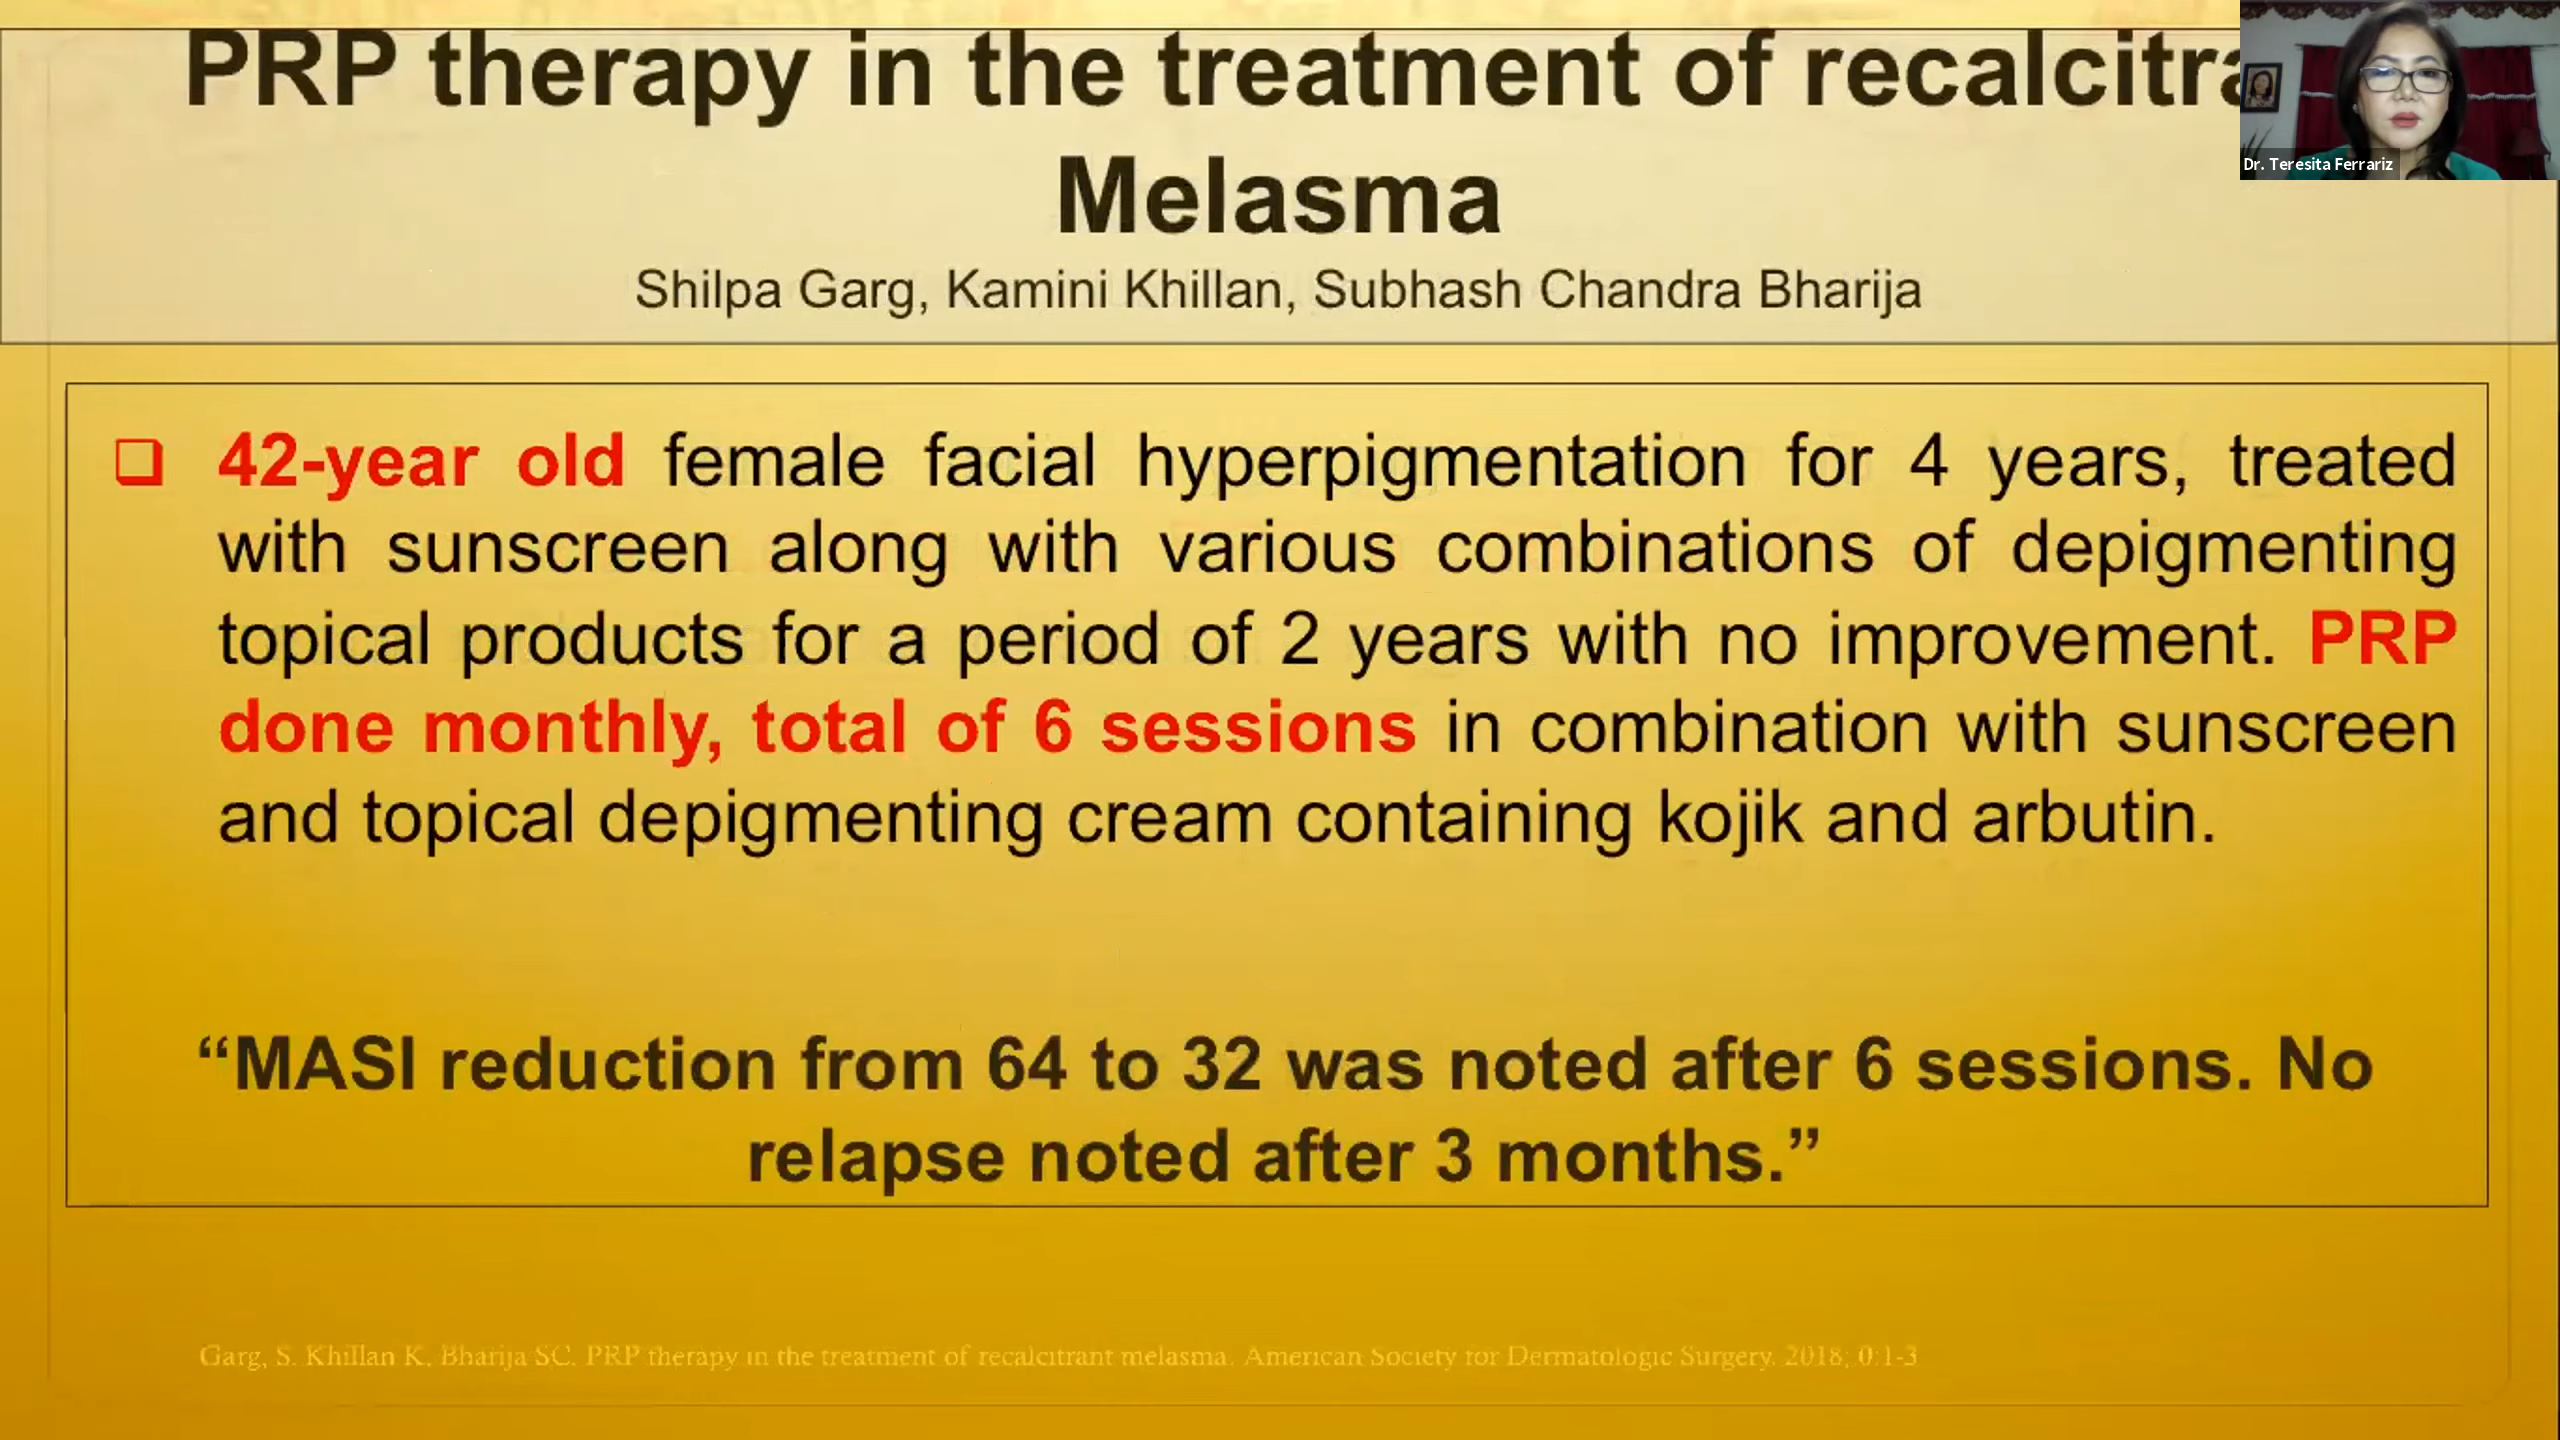 PRP therapy in the treatment of recalcitra
Melasma
Dr. Teresita Ferrariz
Shilpa Garg, Kamini Khillan, Subhash Chandra Bharija
❑ 42-year old female facial hyperpigmentation for 4 years, treated
with sunscreen along with various combinations of depigmenting
topical products for a period of 2 years with no improvement. PRP
done monthly, total of 6 sessions in combination with sunscreen
and topical depigmenting cream containing kojik and arbutin.
“MASI reduction from 64 to 32 was noted after 6 sessions. No
relapse noted after 3 months.”
Garg, S. Khillan K, Bharija SC. PRP therapy in the treatment of recalcitrant melasma. American Society for Dermatologic Surgery. 2018; 0:1-3